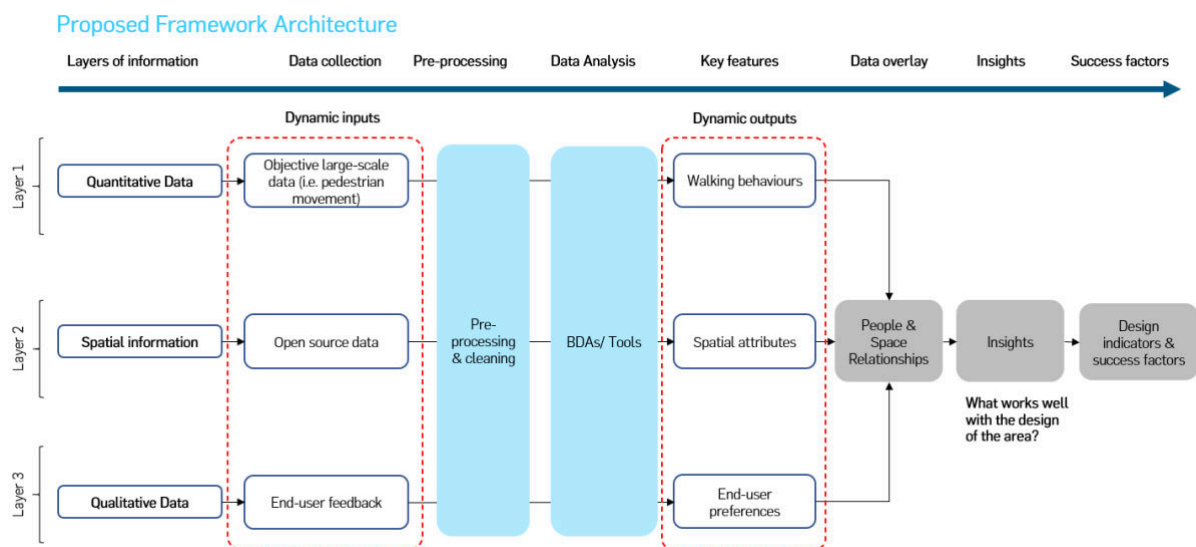 Proposed Framework Architecture
Layers of information
Data collection
Pre-processing
Data Analysis
Key features
Data overlay
Insights
Success factors
Dynamic inputs
Dynamic outputs
Layer 1
Quantitative Data
Objective large-scale
data (i.e. pedestrian
movement)
Walking behaviours
Layer 2
Spatial information
Open source data
Pre-
processing
& cleaning
BDAs/ Tools
Spatial attributes
People &
Space
Relationships
Insights
Design
indicators &
success factors
What works well
with the design
of the area?
Layer 3
Qualitative Data
End-user feedback
End-user
preferences